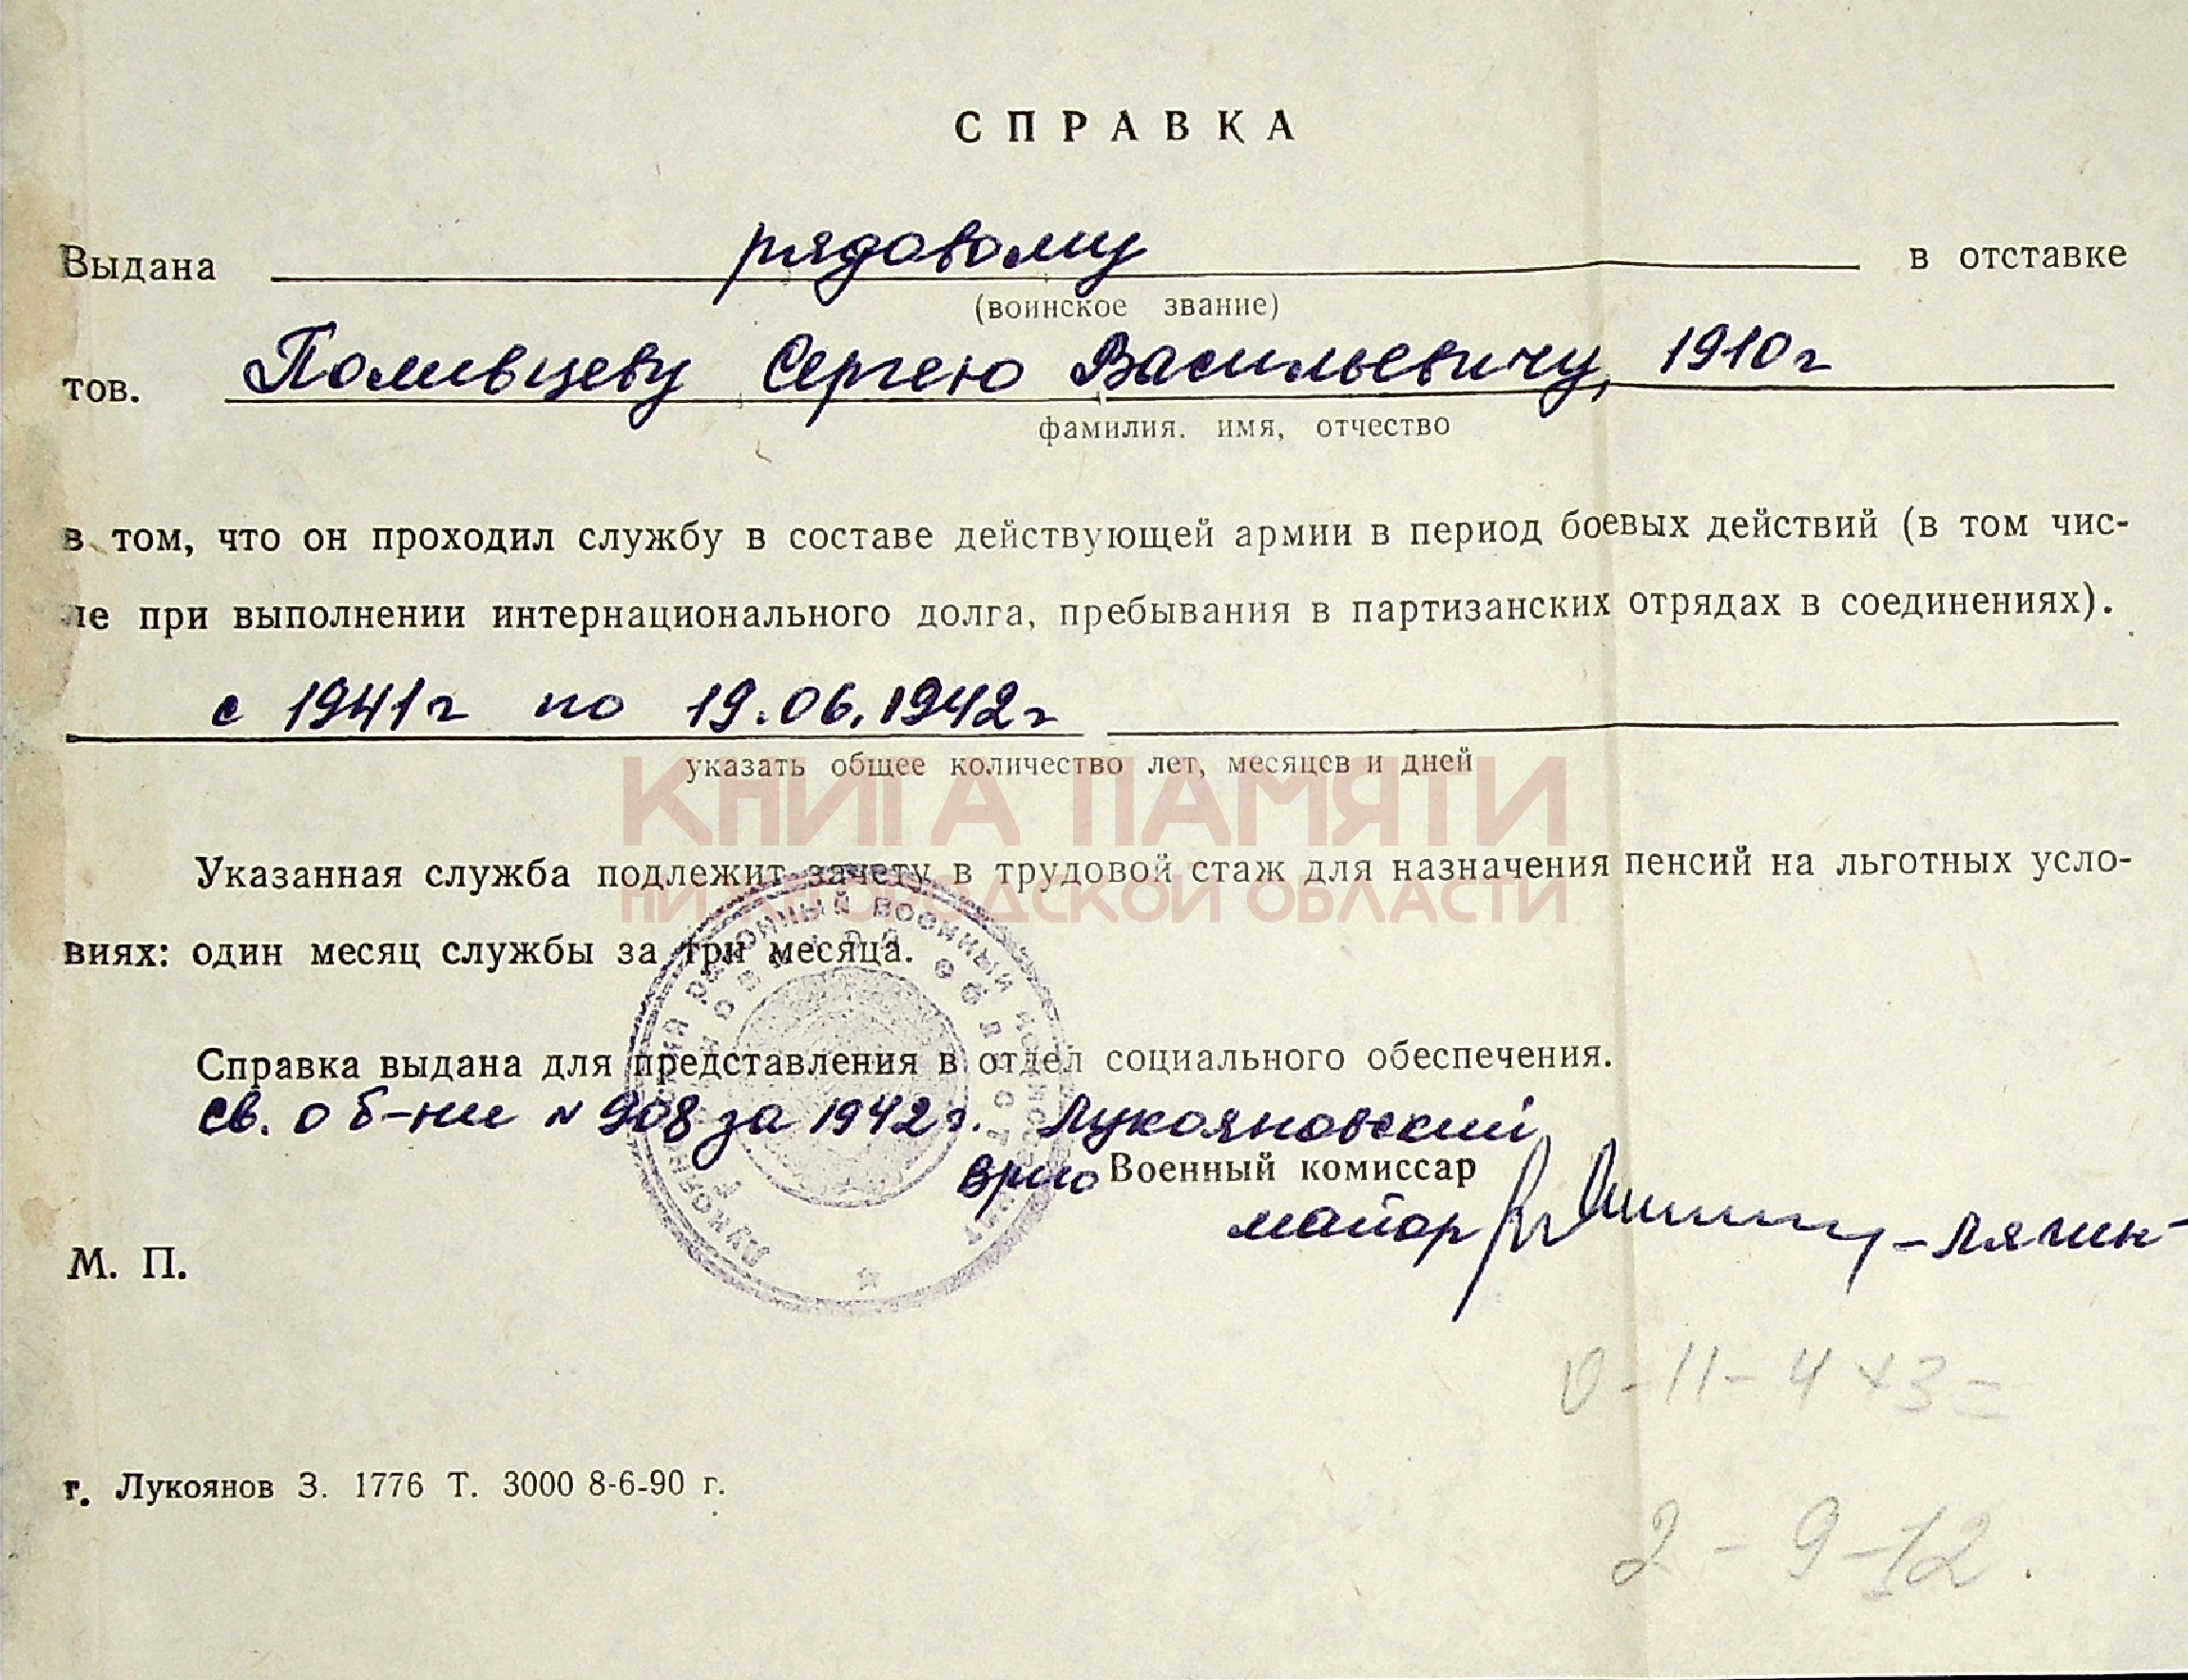 СПРАВКА
Выдана рядовому в отставке
(воинское звание)
тов. Поливцеву Сергею Васильевичу, 1910г
фамилия. имя, отчество
в том, что он проходил службу в составе действующей армии в период боевых действий (в том чис-
ле при выполнении интернационального долга, пребывания в партизанских отрядах в соединениях).
с 1941г по 19.06.1942г
указать общее количество лет, месяцев и дней
КНИГА ПАМЯТИ
НИЖЕГОРОДСКОЙ ОБЛАСТИ
Указанная служба подлежит зачету в трудовой стаж для назначения пенсий на льготных усло-
виях: один месяц службы за три месяца.
Справка выдана для представления в отдел социального обеспечения.
св. о б-ни № 908 за 1942г. Лукояновский
врио Военный комиссар
майор - Лягин -
М. П.
0-11-4 х3=
г. Лукоянов З. 1776 Т. 3000 8-6-90 г.
2-9-12.